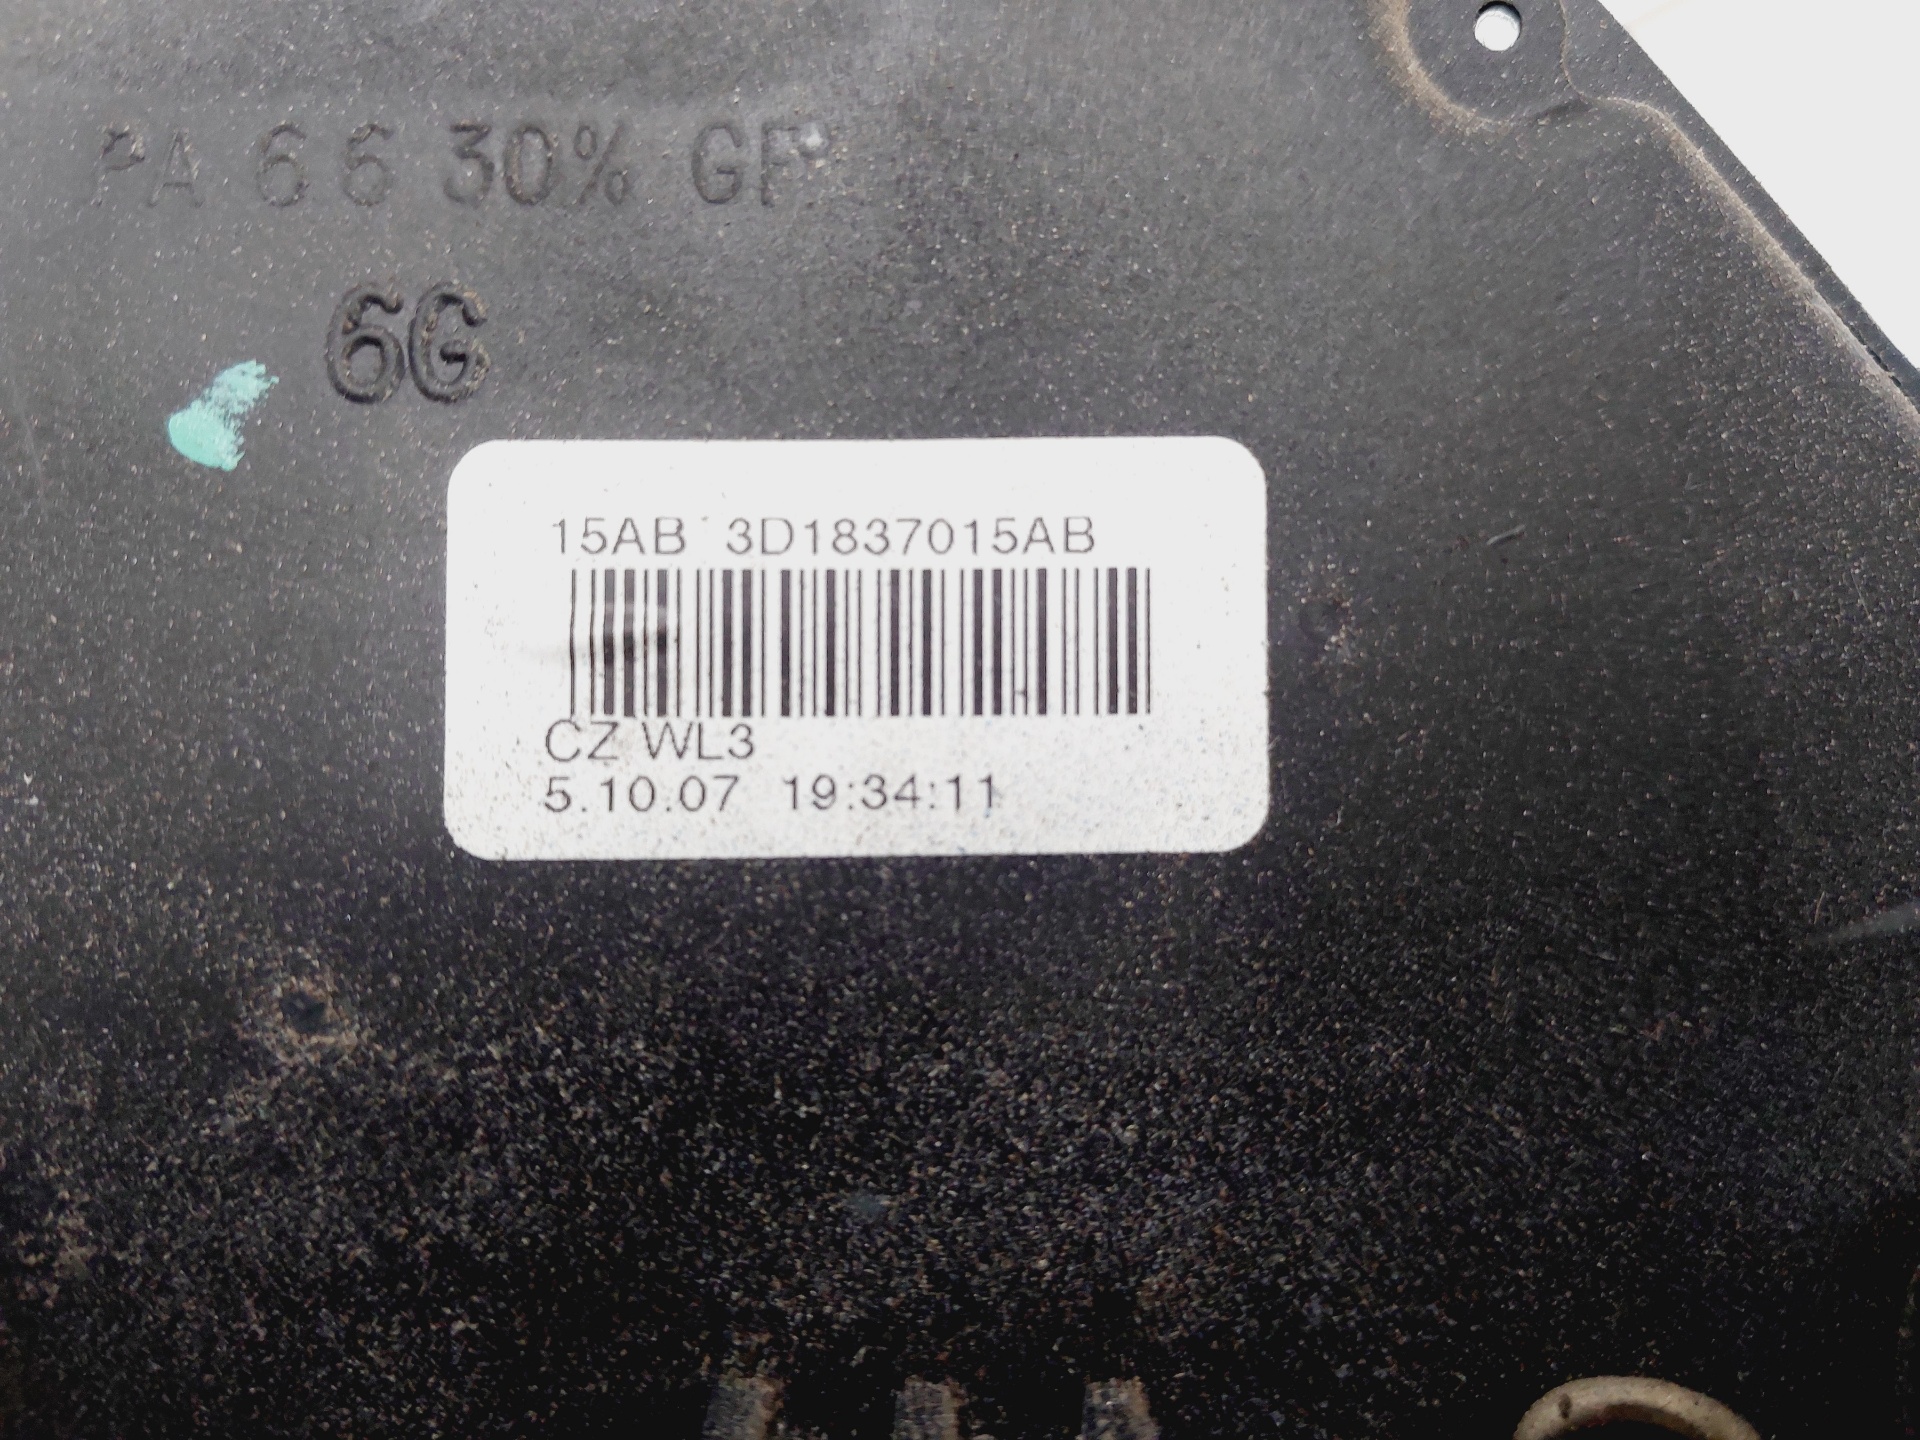 PA 6 6 30% GF
6G
15AB 3D1837015AB
CZ WL3
5.10.07 19:34:11